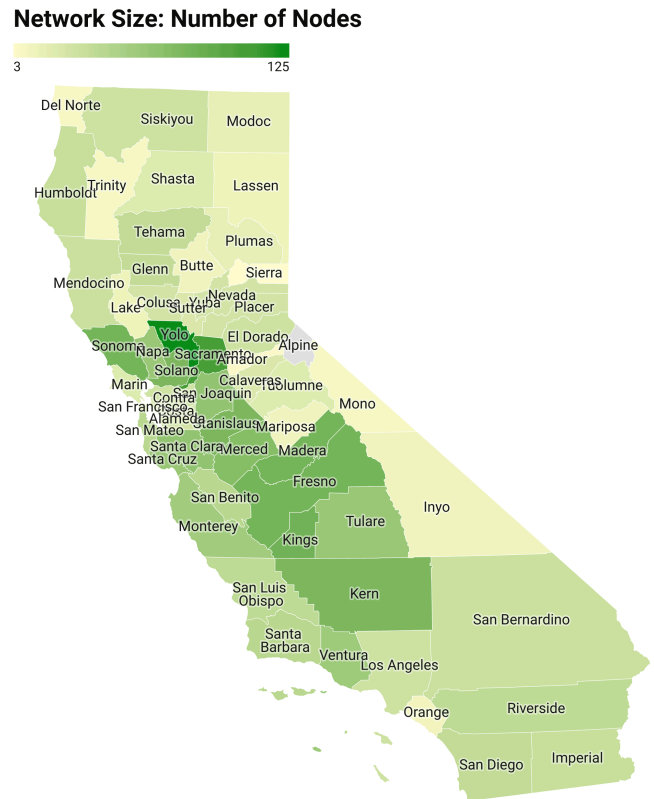 Network Size: Number of Nodes
3 125
Del Norte
Siskiyou
Modoc
Humboldt
Trinity
Shasta
Lassen
Tehama
Plumas
Glenn
Butte
Sierra
Mendocino
Lake
Colusa
Sutter
Yuba
Nevada
Placer
Sonoma
Napa
Yolo
Sacramento
El Dorado
Alpine
Amador
Solano
Marin
Calaveras
Tuolumne
Contra
Costa
San Joaquin
San Francisco
Alameda
Stanislaus
Mariposa
Mono
San Mateo
Santa Clara
Merced
Madera
Santa Cruz
Fresno
San Benito
Inyo
Monterey
Kings
Tulare
San Luis
Obispo
Kern
San Bernardino
Santa
Barbara
Ventura
Los Angeles
Orange
Riverside
San Diego
Imperial